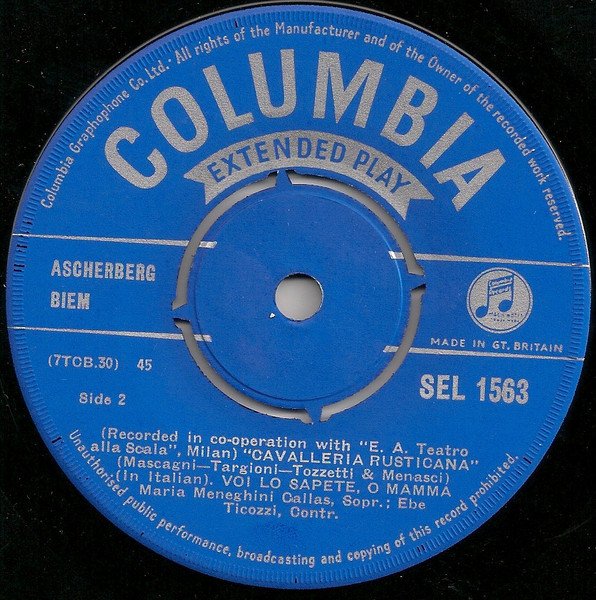 Columbia Graphophone Co. Ltd. · All rights of the Manufacturer and of the Owner of the recorded work reserved.
COLUMBIA
EXTENDED PLAY
ASCHERBERG
BIEM
MADE IN GT. BRITAIN
(7TCB.30) 45
SEL 1563
Side 2
(Recorded in co-operation with "E. A. Teatro
alla Scala", Milan) "CAVALLERIA RUSTICANA"
(Mascagni—Targioni—Tozzetti & Menasci)
(In Italian). VOI LO SAPETE, O MAMMA
Maria Meneghini Callas, Sopr.; Ebe
Ticozzi, Contr.
Unauthorised public performance, broadcasting and copying of this record prohibited.